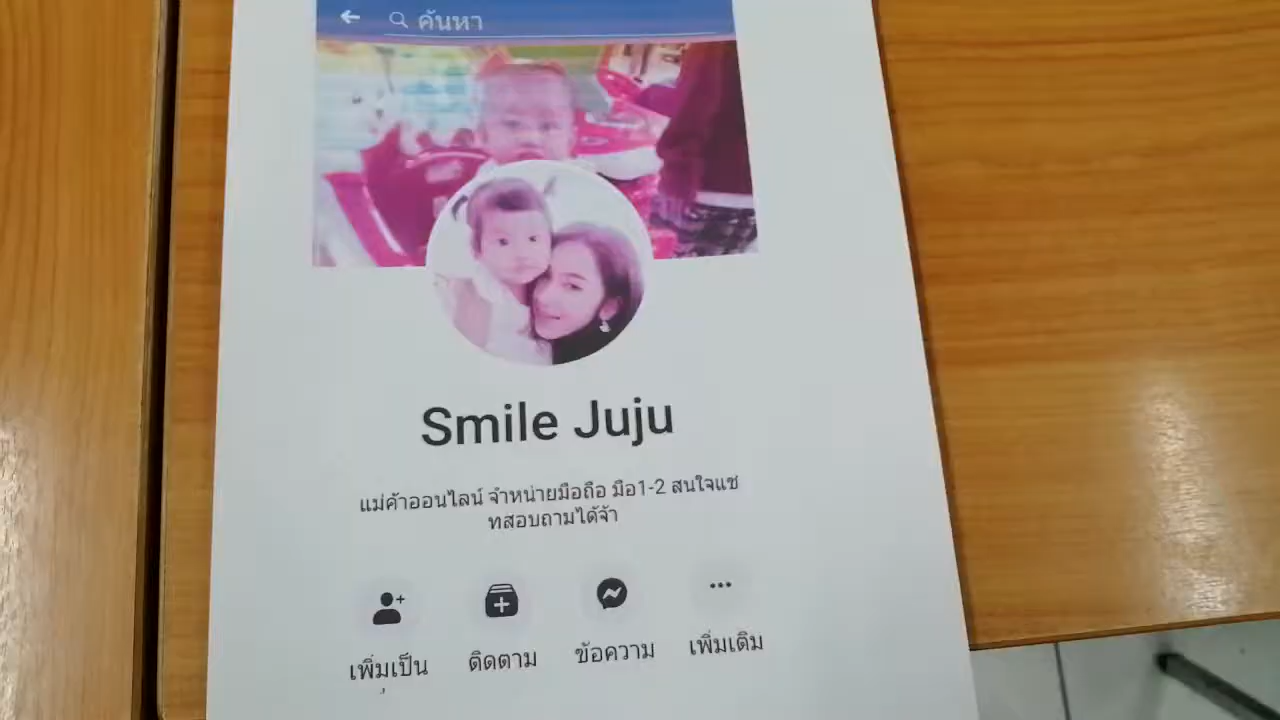 ค้นหา
Smile Juju
แม่ค้าออนไลน์ จำหน่ายมือถือ มือ1-2 สนใจแช
ทสอบถามได้จ้า
เพิ่มเป็น
ติดตาม
ข้อความ
เพิ่มเติม